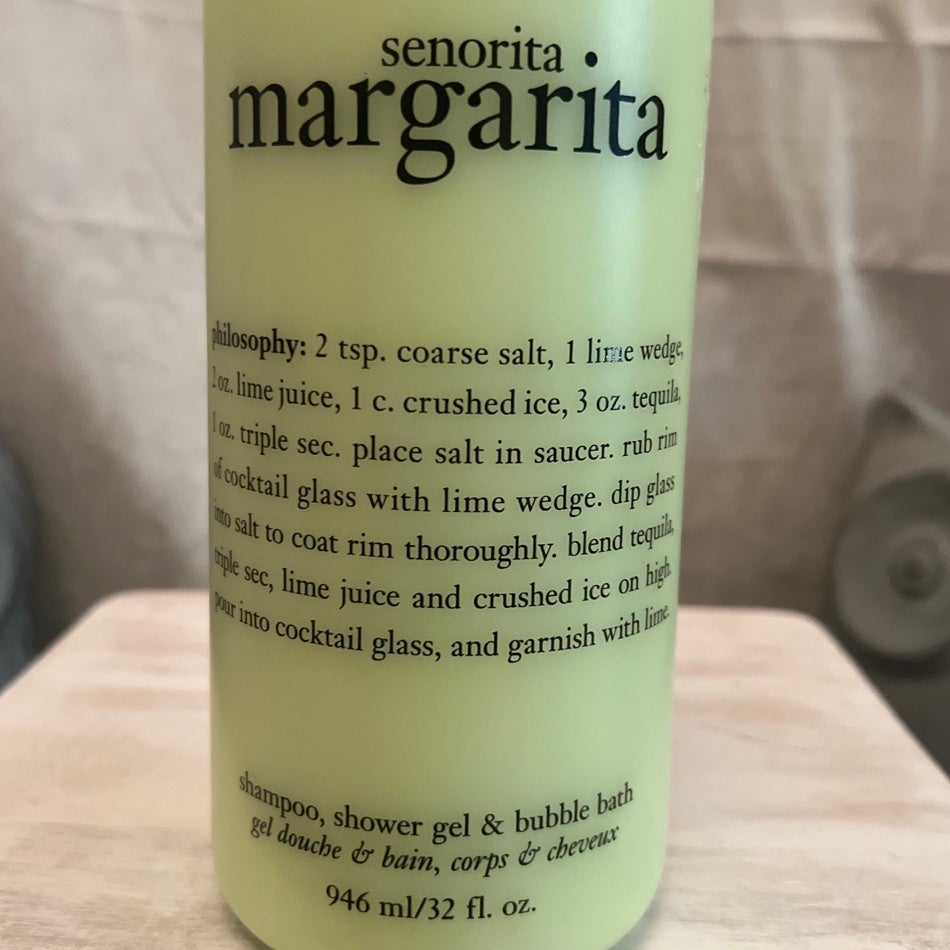 senorita
margarita
philosophy: 2 tsp. coarse salt, 1 lime wedge,
2 oz. lime juice, 1 c. crushed ice, 3 oz. tequila,
1 oz. triple sec. place salt in saucer. rub rim
of cocktail glass with lime wedge. dip glass
into salt to coat rim thoroughly. blend tequila,
triple sec, lime juice and crushed ice on high.
pour into cocktail glass, and garnish with lime.
shampoo, shower gel & bubble bath
gel douche & bain, corps & cheveux
946 ml/32 fl. oz.